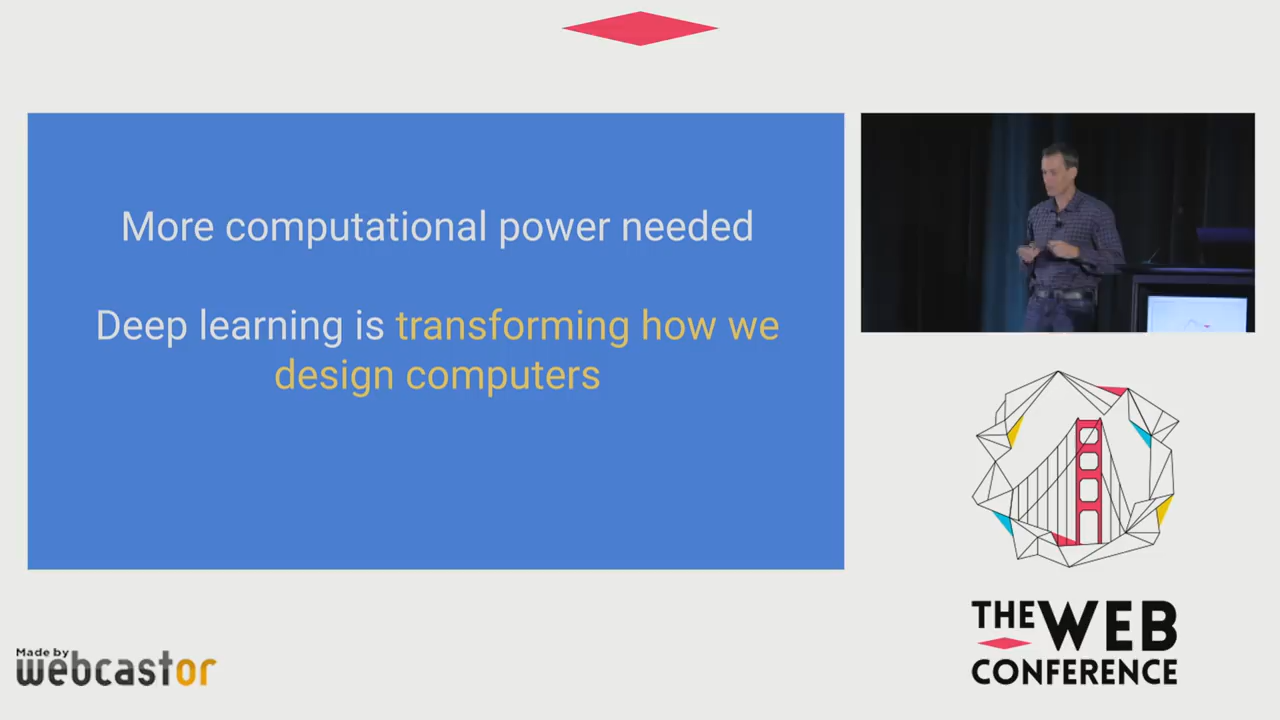 More computational power needed
Deep learning is transforming how we
design computers
THE WEB
CONFERENCE
Made by
webcastor